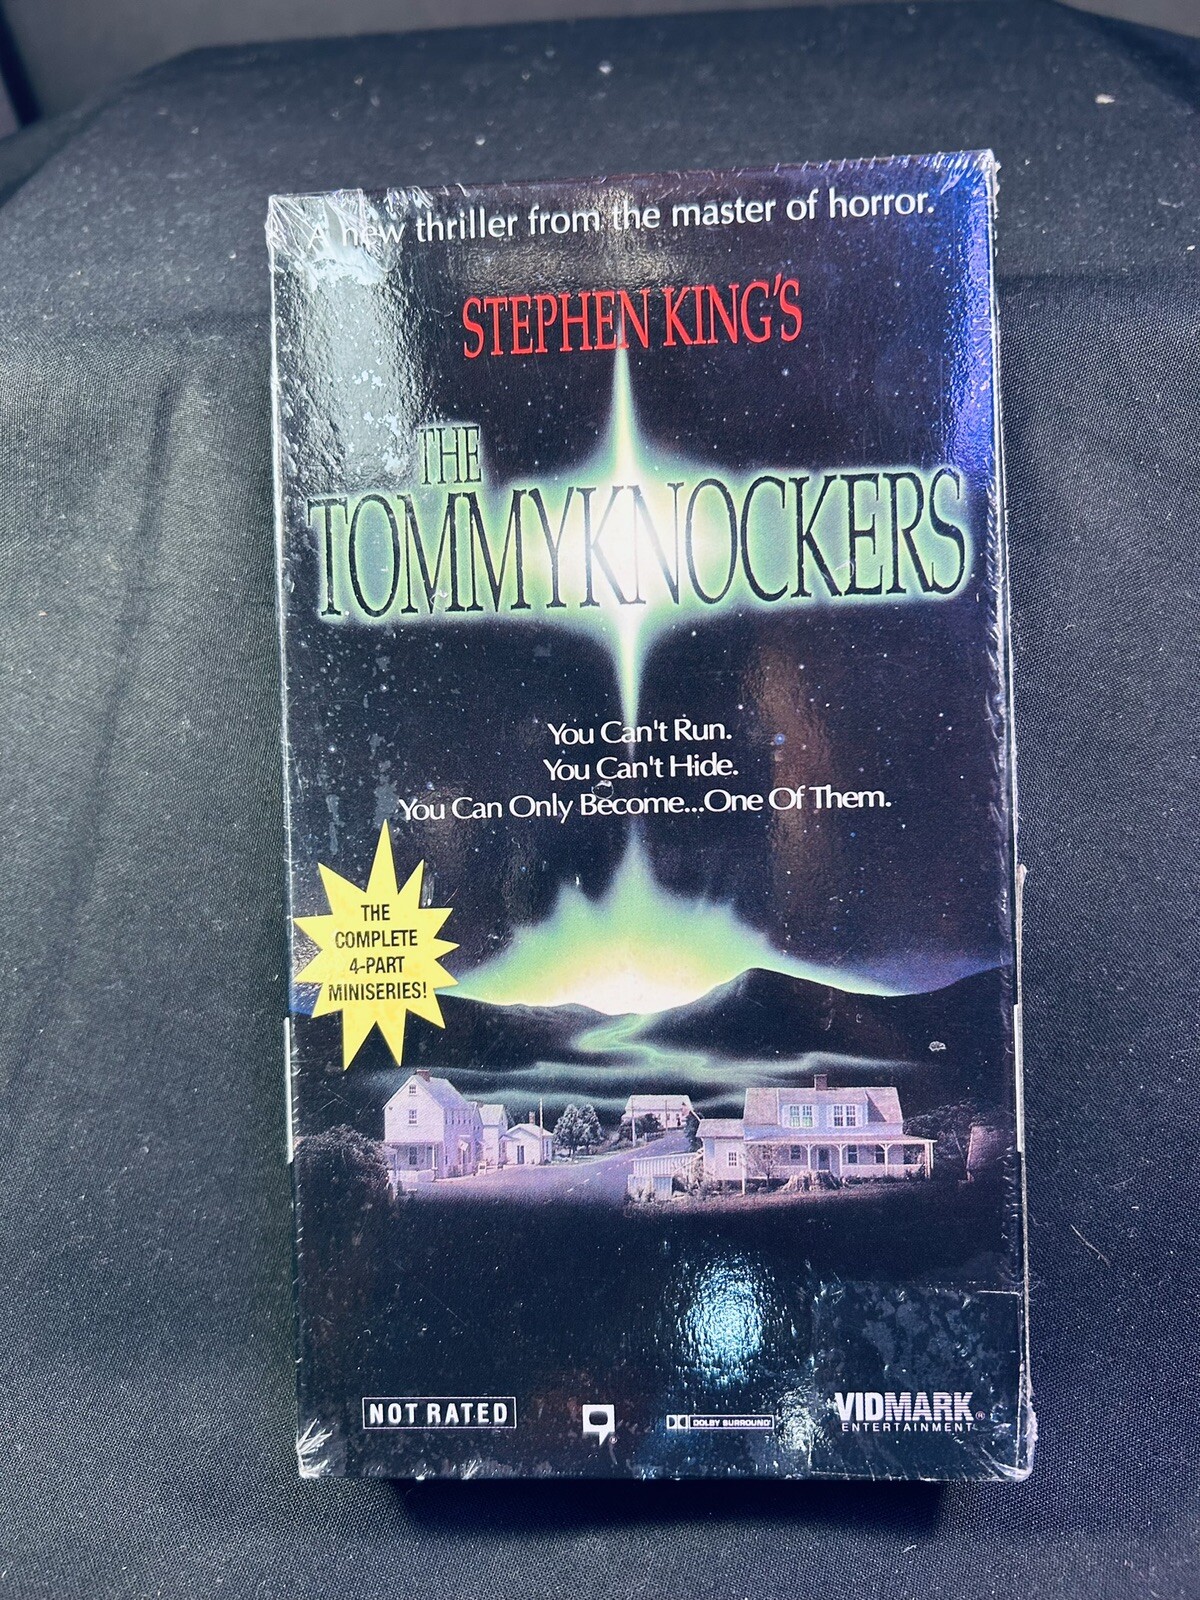 A new thriller from the master of horror.
STEPHEN KING'S
THE
TOMMYKNOCKERS
You Can't Run.
You Can't Hide.
You Can Only Become...One Of Them.
THE
COMPLETE
4-PART
MINISERIES!
NOT RATED
DOLBY SURROUND
VIDMARK
ENTERTAINMENT